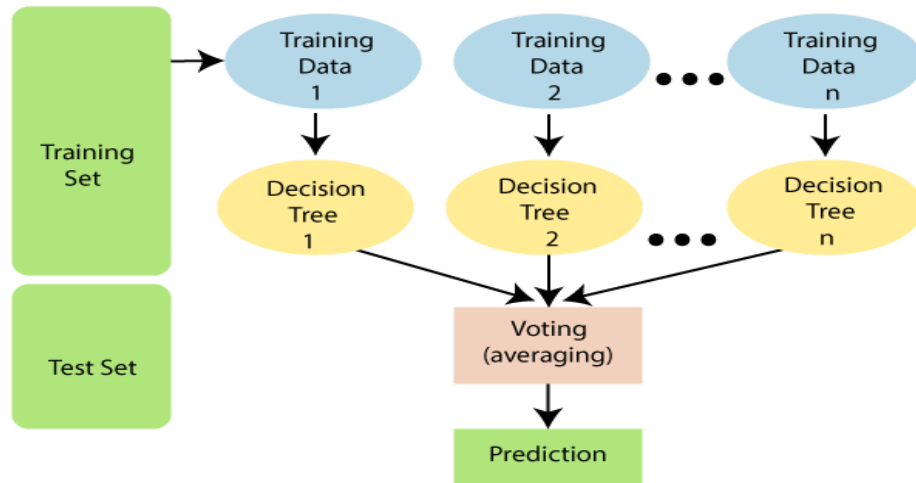 Training
Set
Test Set
Training
Data
1
Training
Data
2
Training
Data
n
Decision
Tree
1
Decision
Tree
2
Decision
Tree
n
Voting
(averaging)
Prediction